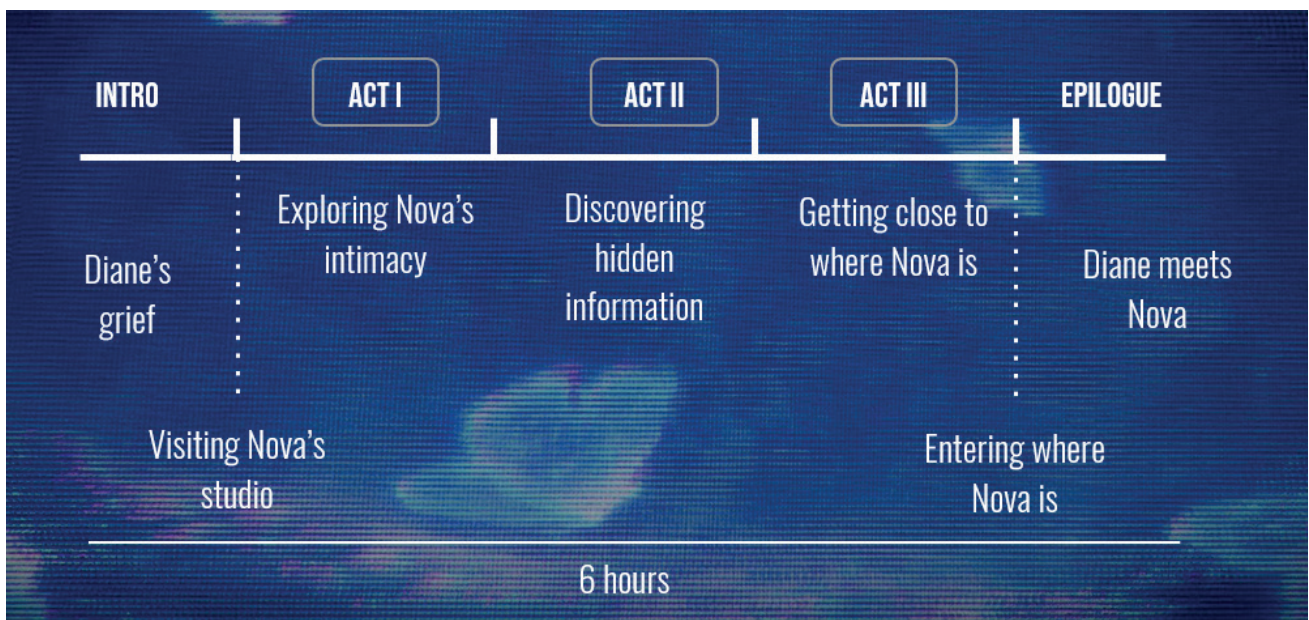 INTRO
ACT I
ACT II
ACT III
EPILOGUE
Diane’s
grief
Exploring Nova’s
intimacy
Discovering
hidden
information
Getting close to
where Nova is
Diane meets
Nova
Visiting Nova’s
studio
Entering where
Nova is
6 hours